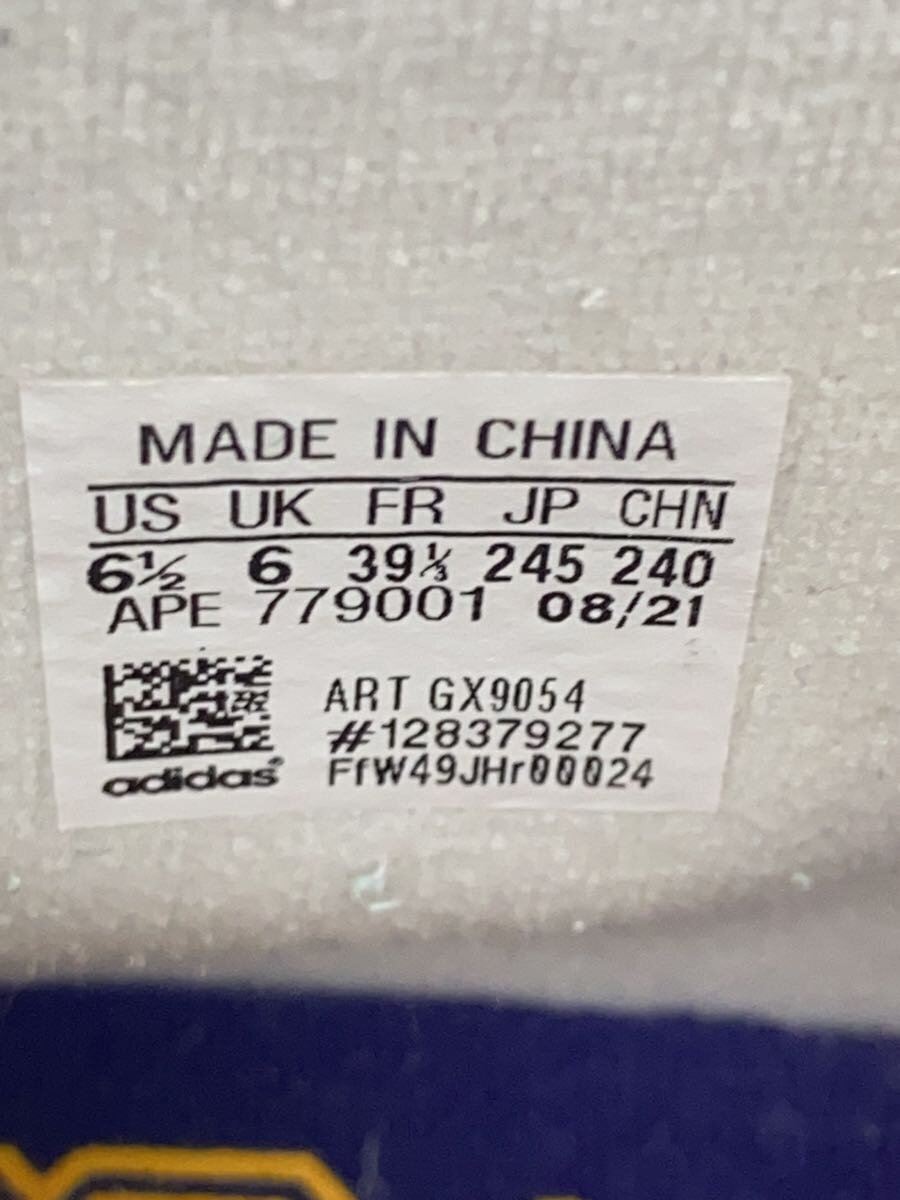 MADE IN CHINA
US UK FR JP CHN
6½ 6 39⅓ 245 240
APE 779001 08/21
ART GX9054
#128379277
adidas® FfW49JHr00024